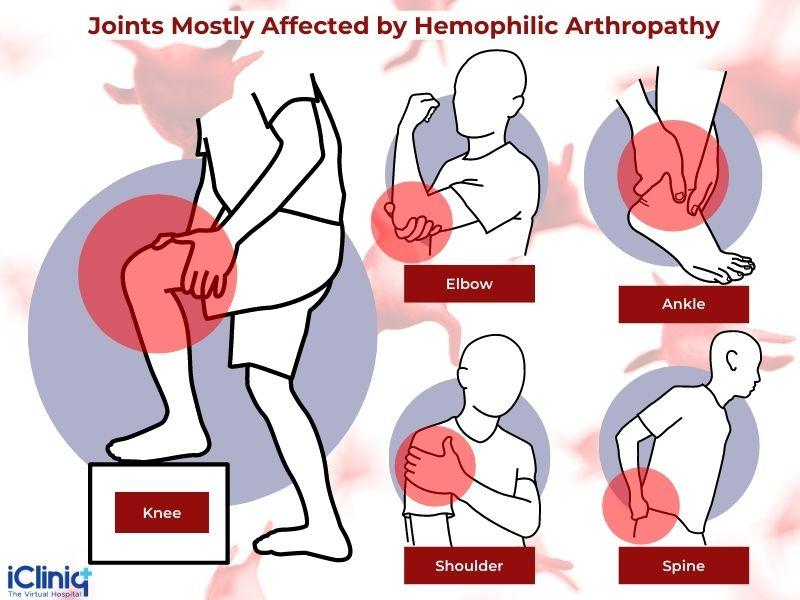 Joints Mostly Affected by Hemophilic Arthropathy
Elbow
Ankle
Knee
Shoulder
Spine
iCliniq
The Virtual Hospital